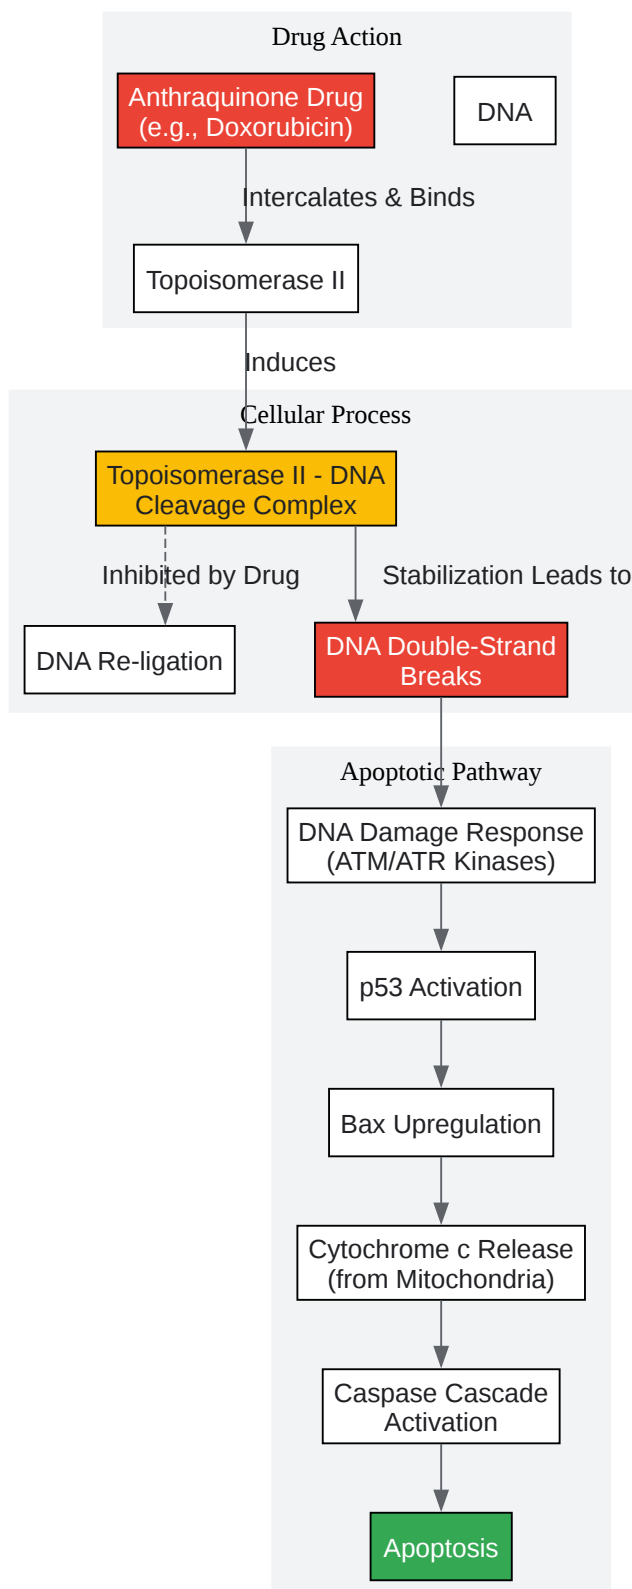 Drug Action
Anthraquinone Drug
(e.g., Doxorubicin)
DNA
Intercalates & Binds
Topoisomerase II
Induces
Cellular Process
Topoisomerase II - DNA
Cleavage Complex
Inhibited by Drug
Stabilization Leads to
DNA Re-ligation
DNA Double-Strand
Breaks
Apoptotic Pathway
DNA Damage Response
(ATM/ATR Kinases)
p53 Activation
Bax Upregulation
Cytochrome c Release
(from Mitochondria)
Caspase Cascade
Activation
Apoptosis